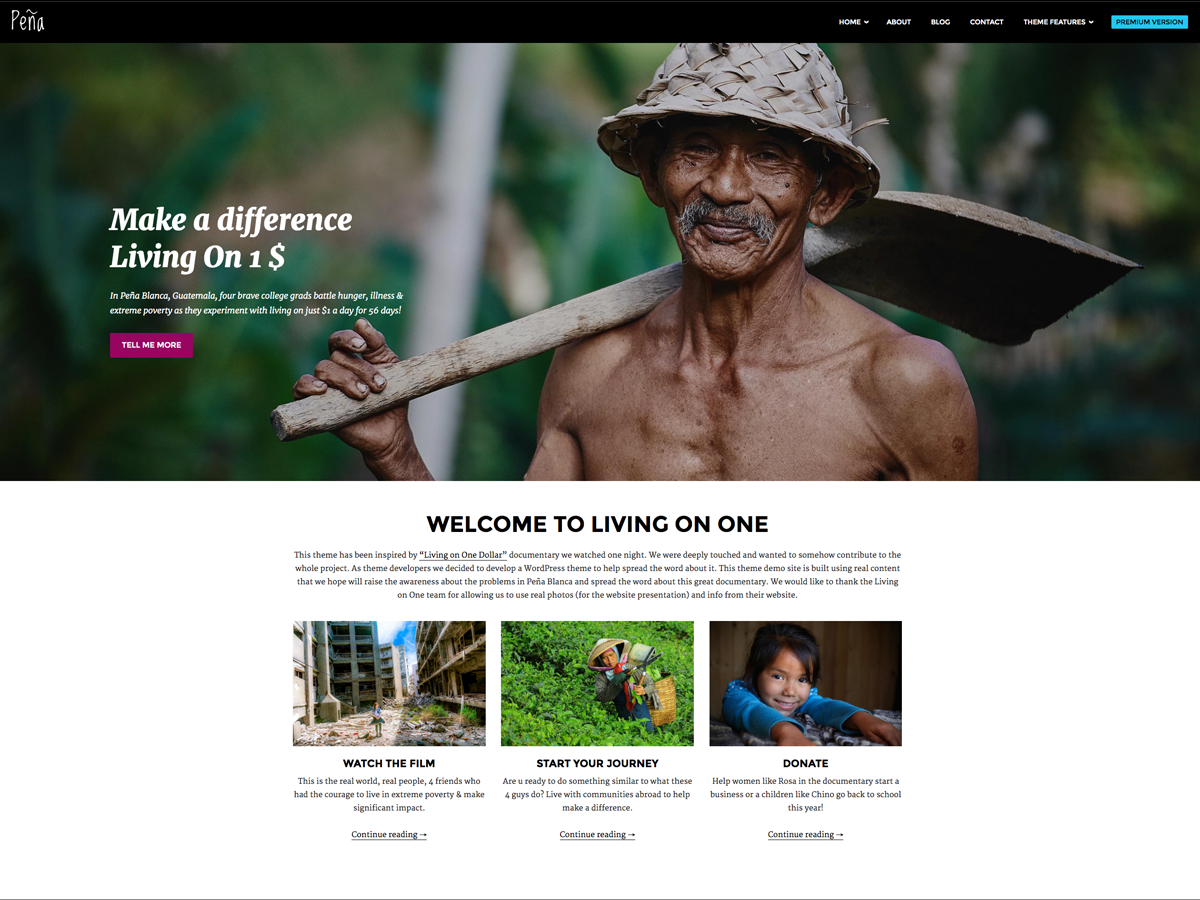 Peña
HOME
ABOUT
BLOG
CONTACT
THEME FEATURES
PREMIUM VERSION
Make a difference
Living On 1 $
In Peña Blanca, Guatemala, four brave college grads battle hunger, illness &
extreme poverty as they experiment with living on just $1 a day for 56 days!
TELL ME MORE
WELCOME TO LIVING ON ONE
This theme has been inspired by “Living on One Dollar” documentary we watched one night. We were deeply touched and wanted to somehow contribute to the
whole project. As theme developers we decided to develop a WordPress theme to help spread the word about it. This theme demo site is built using real content
that we hope will raise the awareness about the problems in Peña Blanca and spread the word about this great documentary. We would like to thank the Living
on One team for allowing us to use real photos (for the website presentation) and info from their website.
WATCH THE FILM
This is the real world, real people, 4 friends who
had the courage to live in extreme poverty & make
significant impact.
Continue reading →
START YOUR JOURNEY
Are u ready to do something similar to what these
4 guys do? Live with communities abroad to help
make a difference.
Continue reading →
DONATE
Help women like Rosa in the documentary start a
business or a children like Chino go back to school
this year!
Continue reading →